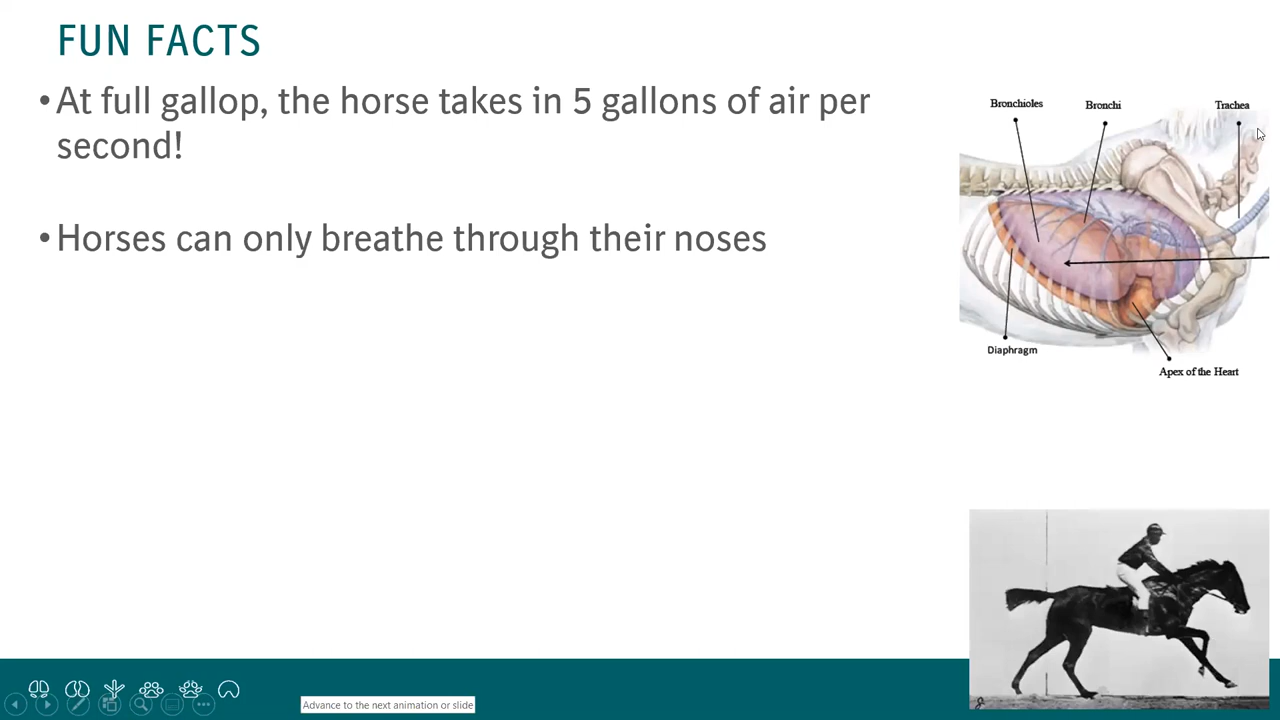 FUN FACTS
•At full gallop, the horse takes in 5 gallons of air per
second!
•Horses can only breathe through their noses
Bronchioles
Bronchi
Trachea
Diaphragm
Apex of the Heart
Advance to the next animation or slide